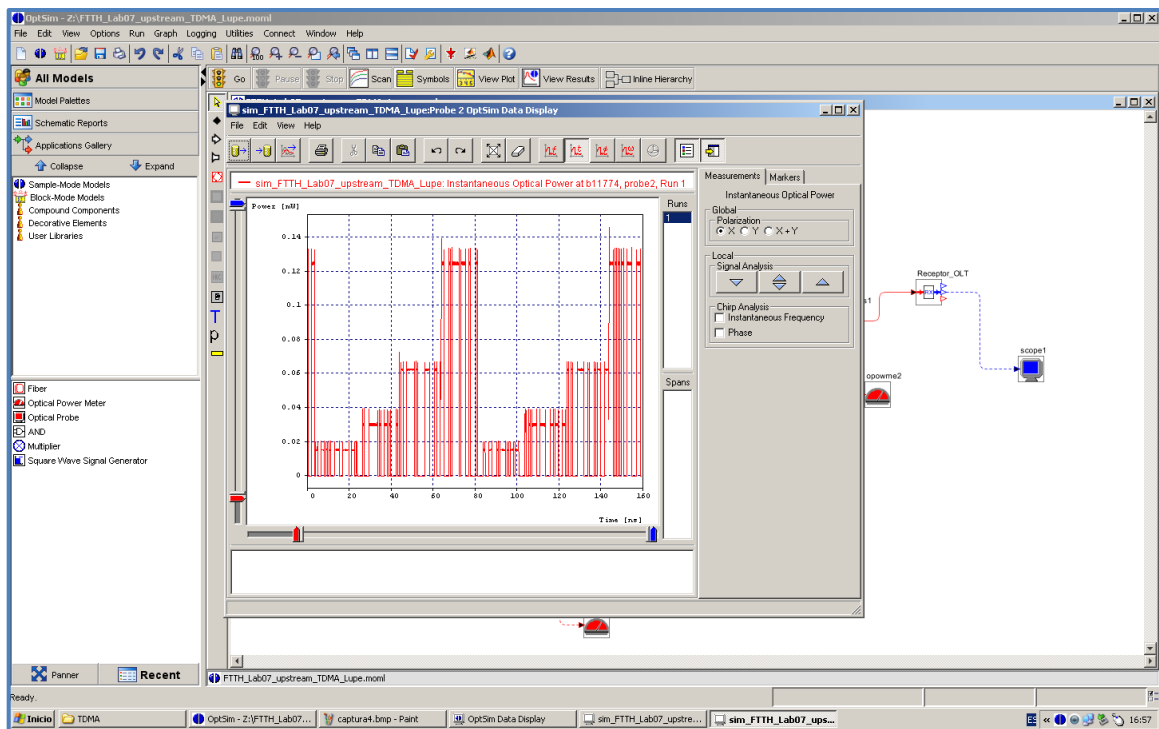 OptSim - Z:\FTTH_Lab07_upstream_TDMA_Lupe.moml
File Edit View Options Run Graph Logging Utilities Connect Window Help
All Models
Model Palettes
Schematic Reports
Applications Gallery
Collapse Expand
Sample-Mode Models
Block-Mode Models
Compound Components
Decorative Elements
User Libraries
Fiber
Optical Power Meter
Optical Probe
AND
Multiplier
Square Wave Signal Generator
Panner Recent
Go Pause Stop Scan Symbols View Plot View Results Inline Hierarchy
sim_FTTH_Lab07_upstream_TDMA_Lupe:Probe 2 OptSim Data Display
File Edit View Help
sim_FTTH_Lab07_upstream_TDMA_Lupe: Instantaneous Optical Power at b11774, probe2, Run 1
Power [mW]
0.14
0.12
0.1
0.08
0.06
0.04
0.02
0
0 20 40 60 80 100 120 140 160
Time [ns]
Runs
1
Spans
Measurements Markers
Instantaneous Optical Power
Global
Polarization
X Y X+Y
Local
Signal Analysis
Chirp Analysis
Instantaneous Frequency
Phase
Receptor_OLT
RX
s1
scope1
opowme2
FTTH_Lab07_upstream_TDMA_Lupe.moml
Ready.
Inicio TDMA OptSim - Z:\FTTH_Lab07... captura4.bmp - Paint OptSim Data Display sim_FTTH_Lab07_upstre... sim_FTTH_Lab07_ups... ES « 16:57